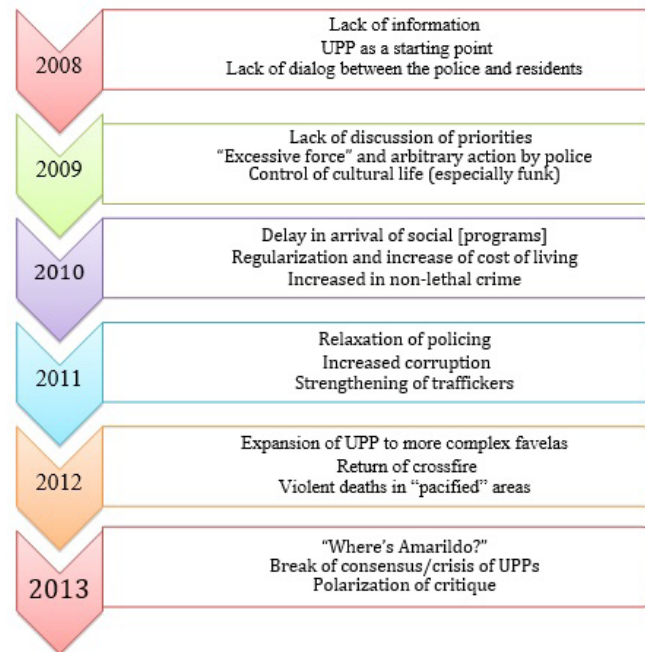 2008
Lack of information
UPP as a starting point
Lack of dialog between the police and residents
2009
Lack of discussion of priorities
“Excessive force” and arbitrary action by police
Control of cultural life (especially funk)
2010
Delay in arrival of social [programs]
Regularization and increase of cost of living
Increased in non-lethal crime
2011
Relaxation of policing
Increased corruption
Strengthening of traffickers
2012
Expansion of UPP to more complex favelas
Return of crossfire
Violent deaths in “pacified” areas
2013
“Where’s Amarildo?”
Break of consensus/crisis of UPPs
Polarization of critique